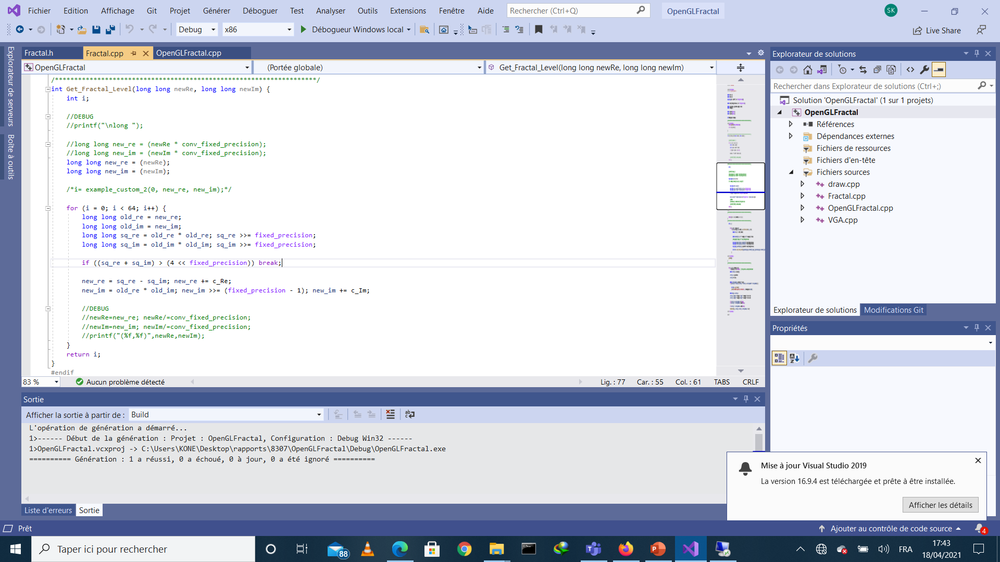 Fichier Edition Affichage Git Projet Générer Déboguer Test Analyser Outils Extensions Fenêtre Aide Rechercher (Ctrl+Q) OpenGLFractal SK
Debug x86 Débogueur Windows local Live Share
Explorateur de serveurs
Boîte à outils
Fractal.h Fractal.cpp OpenGLFractal.cpp
OpenGLFractal (Portée globale) Get_Fractal_Level(long long newRe, long long newIm)
/********************************************************************/
int Get_Fractal_Level(long long newRe, long long newIm) {
int i;
//DEBUG
//printf("\nlong ");
//long long new_re = (newRe * conv_fixed_precision);
//long long new_im = (newIm * conv_fixed_precision);
long long new_re = (newRe);
long long new_im = (newIm);
/*i= example_custom_2(0, new_re, new_im);*/
for (i = 0; i < 64; i++) {
long long old_re = new_re;
long long old_im = new_im;
long long sq_re = old_re * old_re; sq_re >>= fixed_precision;
long long sq_im = old_im * old_im; sq_im >>= fixed_precision;
if ((sq_re + sq_im) > (4 << fixed_precision)) break;
new_re = sq_re - sq_im; new_re += c_Re;
new_im = old_re * old_im; new_im >>= (fixed_precision - 1); new_im += c_Im;
//DEBUG
//newRe=new_re; newRe/=conv_fixed_precision;
//newIm=new_im; newIm/=conv_fixed_precision;
//printf("(%f,%f)",newRe,newIm);
}
return i;
}
#endif
83 % Aucun problème détecté Lig. : 77 Car. : 55 Col. : 61 TABS CRLF
Sortie
Afficher la sortie à partir de : Build
L'opération de génération a démarré...
1>------ Début de la génération : Projet : OpenGLFractal, Configuration : Debug Win32 ------
1>OpenGLFractal.vcxproj -> C:\Users\KONE\Desktop\rapports\8307\OpenGLFractal\Debug\OpenGLFractal.exe
========== Génération : 1 a réussi, 0 a échoué, 0 à jour, 0 a été ignoré ==========
Liste d'erreurs Sortie
Explorateur de solutions
Rechercher dans Explorateur de solutions (Ctrl+;)
Solution 'OpenGLFractal' (1 sur 1 projets)
OpenGLFractal
Références
Dépendances externes
Fichiers de ressources
Fichiers d'en-tête
Fichiers sources
draw.cpp
Fractal.cpp
OpenGLFractal.cpp
VGA.cpp
Explorateur de solutions Modifications Git
Propriétés
Mise à jour Visual Studio 2019
La version 16.9.4 est téléchargée et prête à être installée.
Afficher les détails
Prêt Ajouter au contrôle de code source 4
Taper ici pour rechercher 88 FRA 17:43
18/04/2021